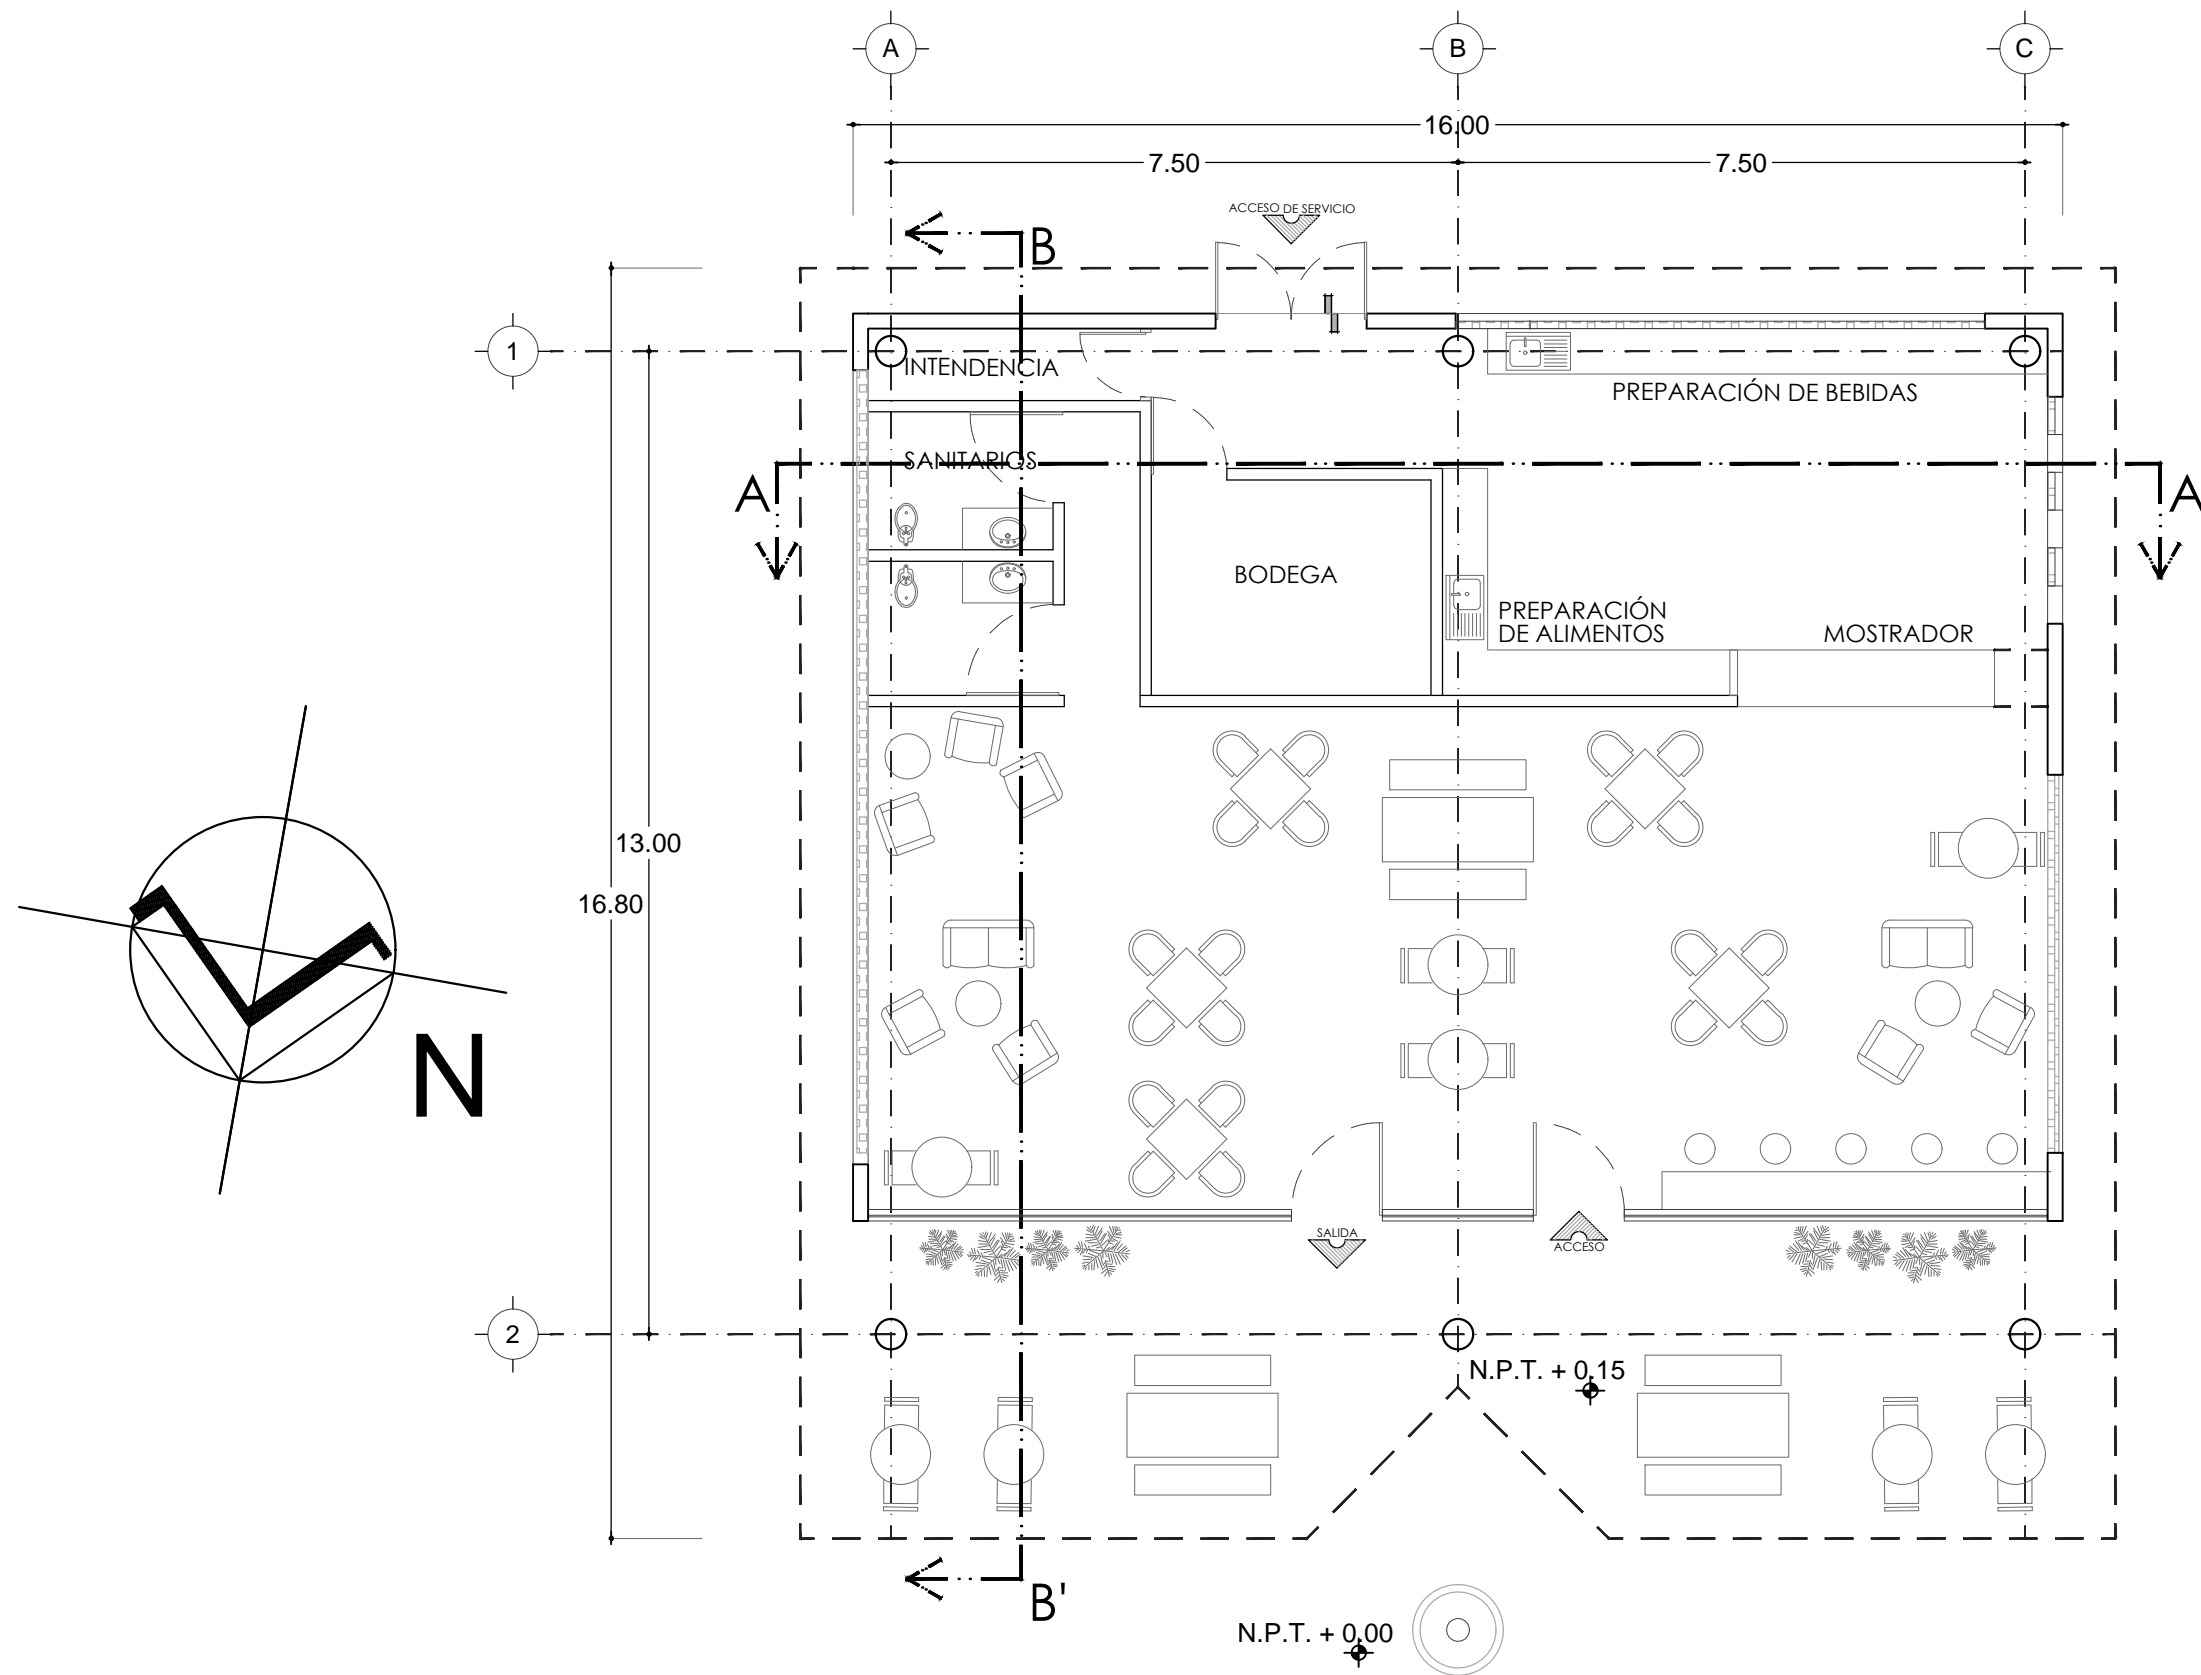 A
B
C
16.00
7.50
7.50
ACCESO DE SERVICIO
B
1
INTENDENCIA
PREPARACIÓN DE BEBIDAS
SANITARIOS
A
A
BODEGA
PREPARACIÓN
DE ALIMENTOS
MOSTRADOR
13.00
16.80
N
SALIDA
ACCESO
2
N.P.T. + 0.15
B'
N.P.T. + 0.00